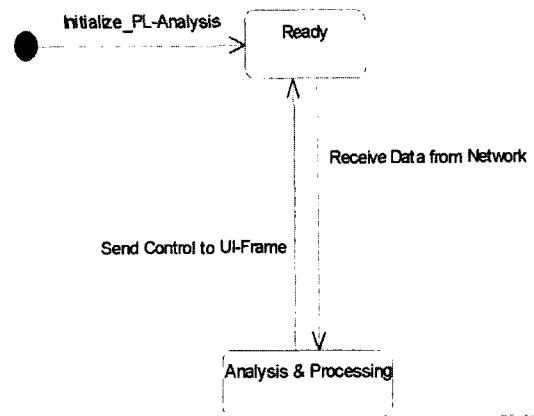 Initialize_PL-Analysis
Ready
Receive Data from Network
Send Control to UI-Frame
Analysis & Processing